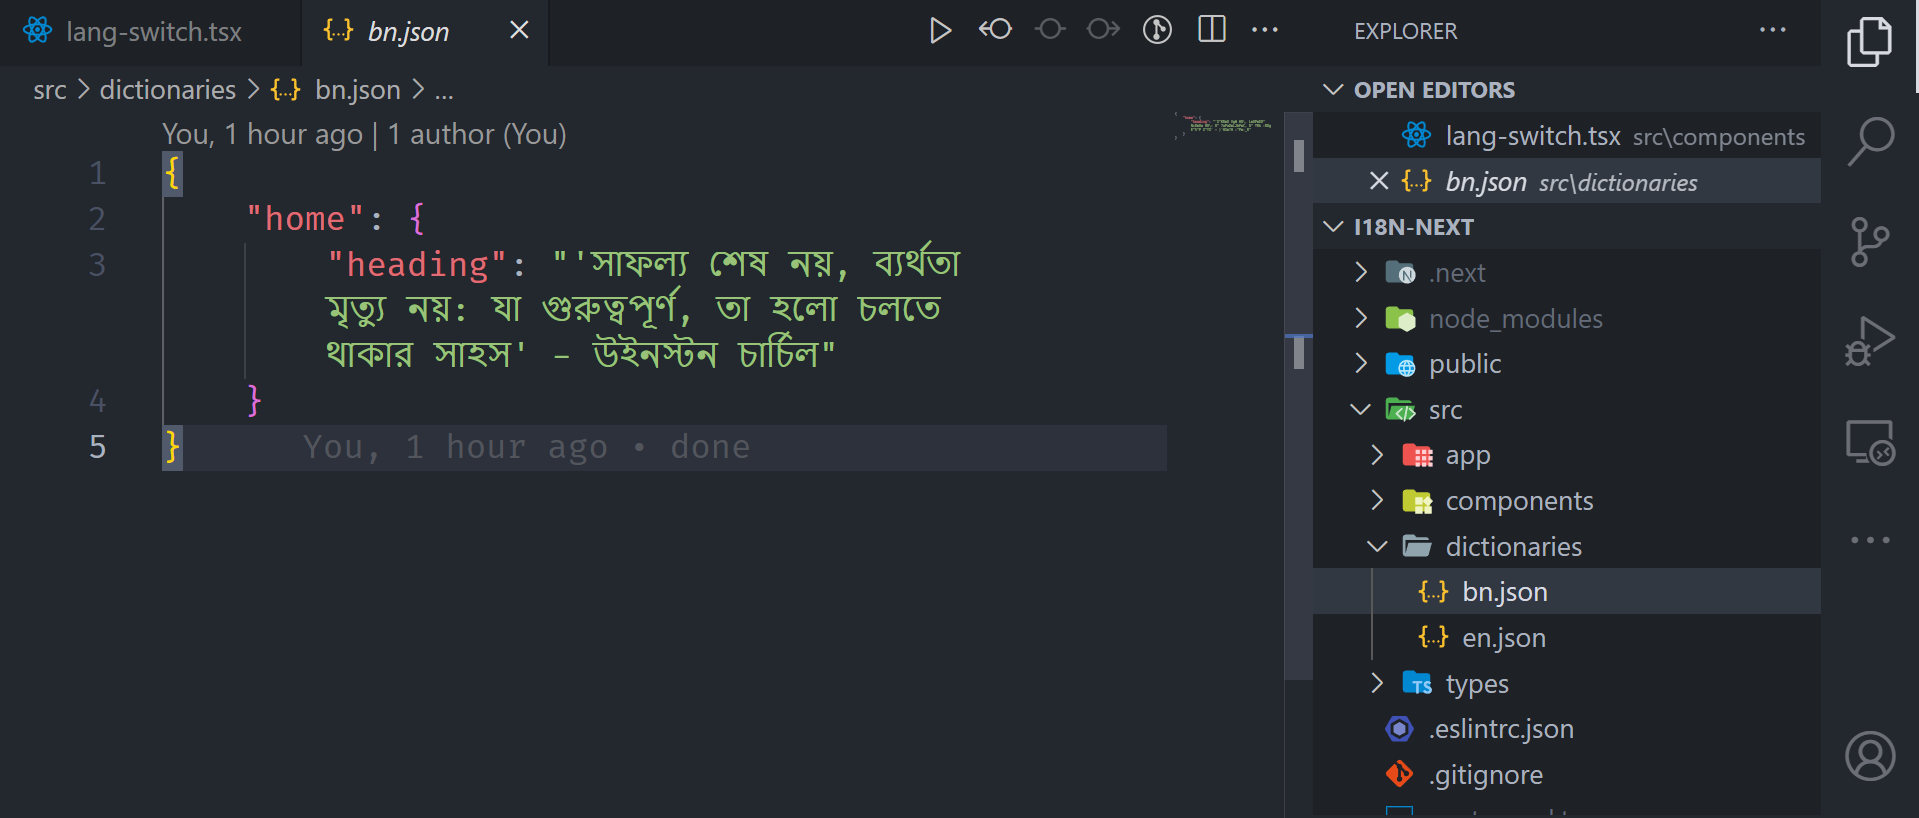 lang-switch.tsx
{..} bn.json
EXPLORER
src > dictionaries > {..} bn.json > ...
OPEN EDITORS
You, 1 hour ago | 1 author (You)
lang-switch.tsx src\components
1 {
{..} bn.json src\dictionaries
2 "home": {
I18N-NEXT
3 "heading": "'সাফল্য শেষ নয়, ব্যর্থতা
মৃত্যু নয়: যা গুরুত্বপূর্ণ, তা হলো চলতে
থাকার সাহস' - উইনস্টন চার্চিল"
4 }
5 } You, 1 hour ago • done
.next
node_modules
public
src
app
components
dictionaries
{..} bn.json
{..} en.json
TS types
.eslintrc.json
.gitignore